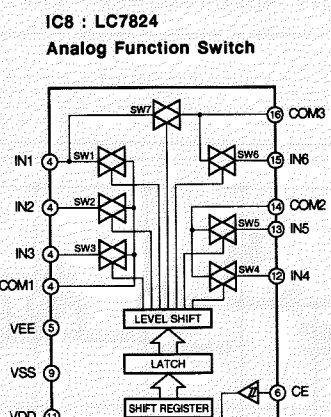 IC8 : LC7824
Analog Function Switch
SW7
16 COM3
IN1 4 SW1
SW6 15 IN6
IN2 4 SW2
14 COM2
SW5 13 IN5
IN3 4 SW3
SW4 12 IN4
COM1 4
LEVEL SHIFT
VEE 5
LATCH
VSS 9
6 CE
SHIFT REGISTER
VDD 11